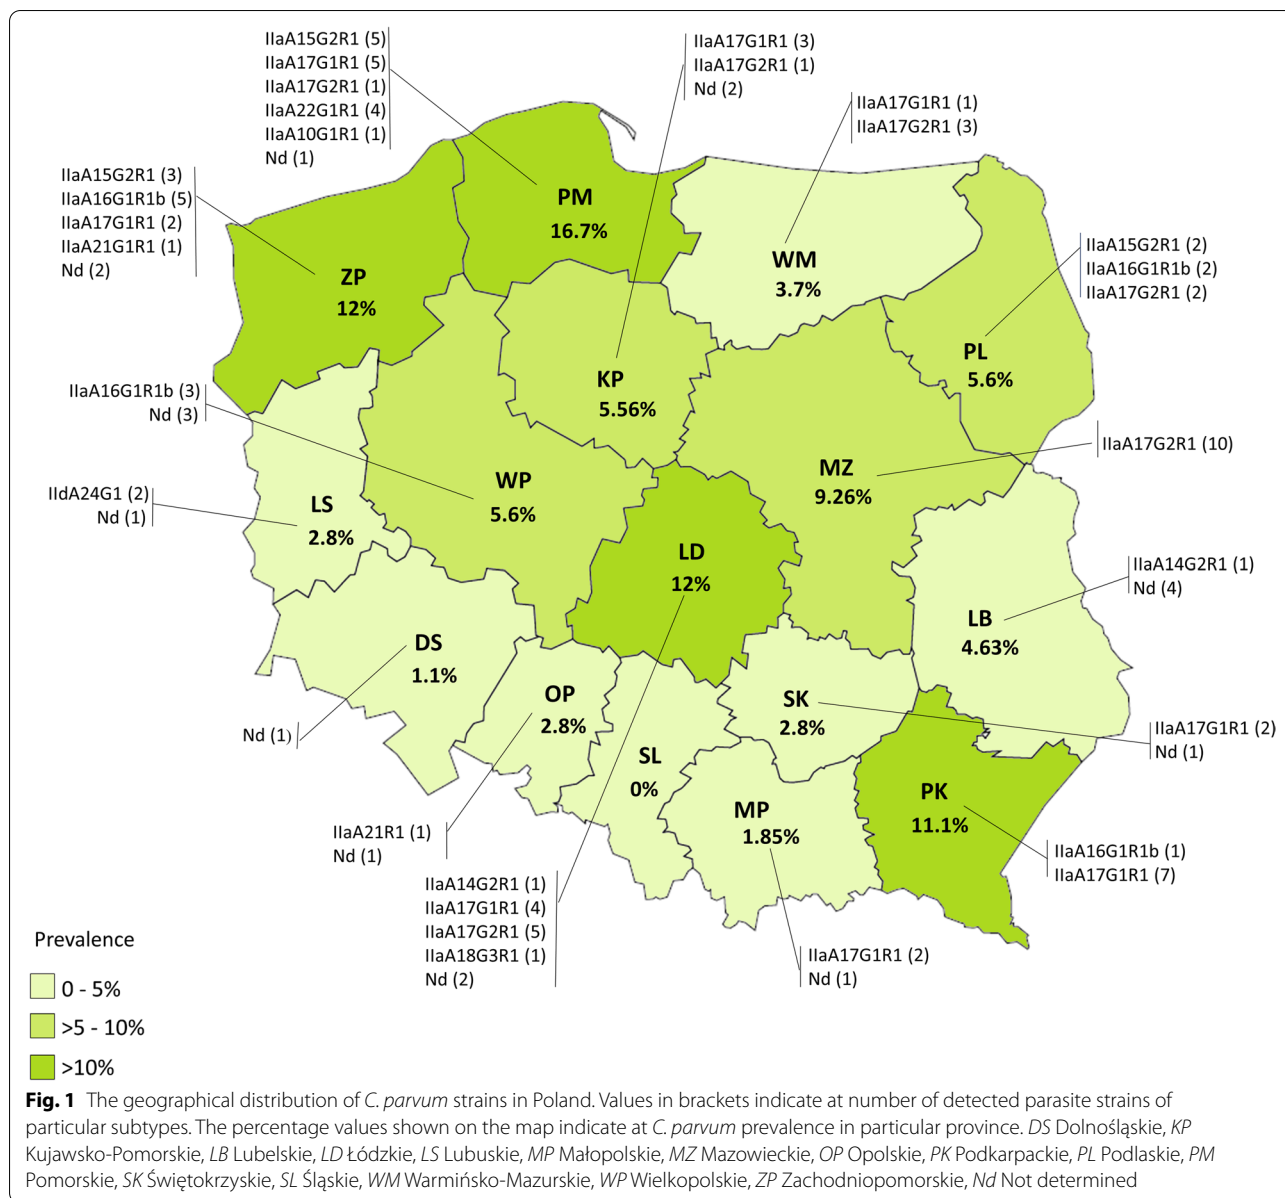 IIaA15G2R1 (5)
IIaA17G1R1 (5)
IIaA17G2R1 (1)
IIaA22G1R1 (4)
IIaA10G1R1 (1)
Nd (1)
IIaA17G1R1 (3)
IIaA17G2R1 (1)
Nd (2)
IIaA17G1R1 (1)
IIaA17G2R1 (3)
IIaA15G2R1 (3)
IIaA16G1R1b (5)
IIaA17G1R1 (2)
IIaA21G1R1 (1)
Nd (2)
PM
16.7%
WM
3.7%
IIaA15G2R1 (2)
IIaA16G1R1b (2)
IIaA17G2R1 (2)
ZP
12%
PL
5.6%
KP
5.56%
IIaA16G1R1b (3)
Nd (3)
IIaA17G2R1 (10)
MZ
9.26%
WP
5.6%
IIdA24G1 (2)
Nd (1)
LS
2.8%
LD
12%
IIaA14G2R1 (1)
Nd (4)
LB
4.63%
DS
1.1%
OP
2.8%
SK
2.8%
Nd (1)
IIaA17G1R1 (2)
Nd (1)
SL
0%
MP
1.85%
PK
11.1%
IIaA21R1 (1)
Nd (1)
IIaA16G1R1b (1)
IIaA17G1R1 (7)
IIaA14G2R1 (1)
IIaA17G1R1 (4)
IIaA17G2R1 (5)
IIaA18G3R1 (1)
Nd (2)
IIaA17G1R1 (2)
Nd (1)
Prevalence
0 - 5%
>5 - 10%
>10%
Fig. 1 The geographical distribution of C. parvum strains in Poland. Values in brackets indicate at number of detected parasite strains of
particular subtypes. The percentage values shown on the map indicate at C. parvum prevalence in particular province. DS Dolnośląskie, KP
Kujawsko-Pomorskie, LB Lubelskie, LD Łódzkie, LS Lubuskie, MP Małopolskie, MZ Mazowieckie, OP Opolskie, PK Podkarpackie, PL Podlaskie, PM
Pomorskie, SK Świętokrzyskie, SL Śląskie, WM Warmińsko-Mazurskie, WP Wielkopolskie, ZP Zachodniopomorskie, Nd Not determined